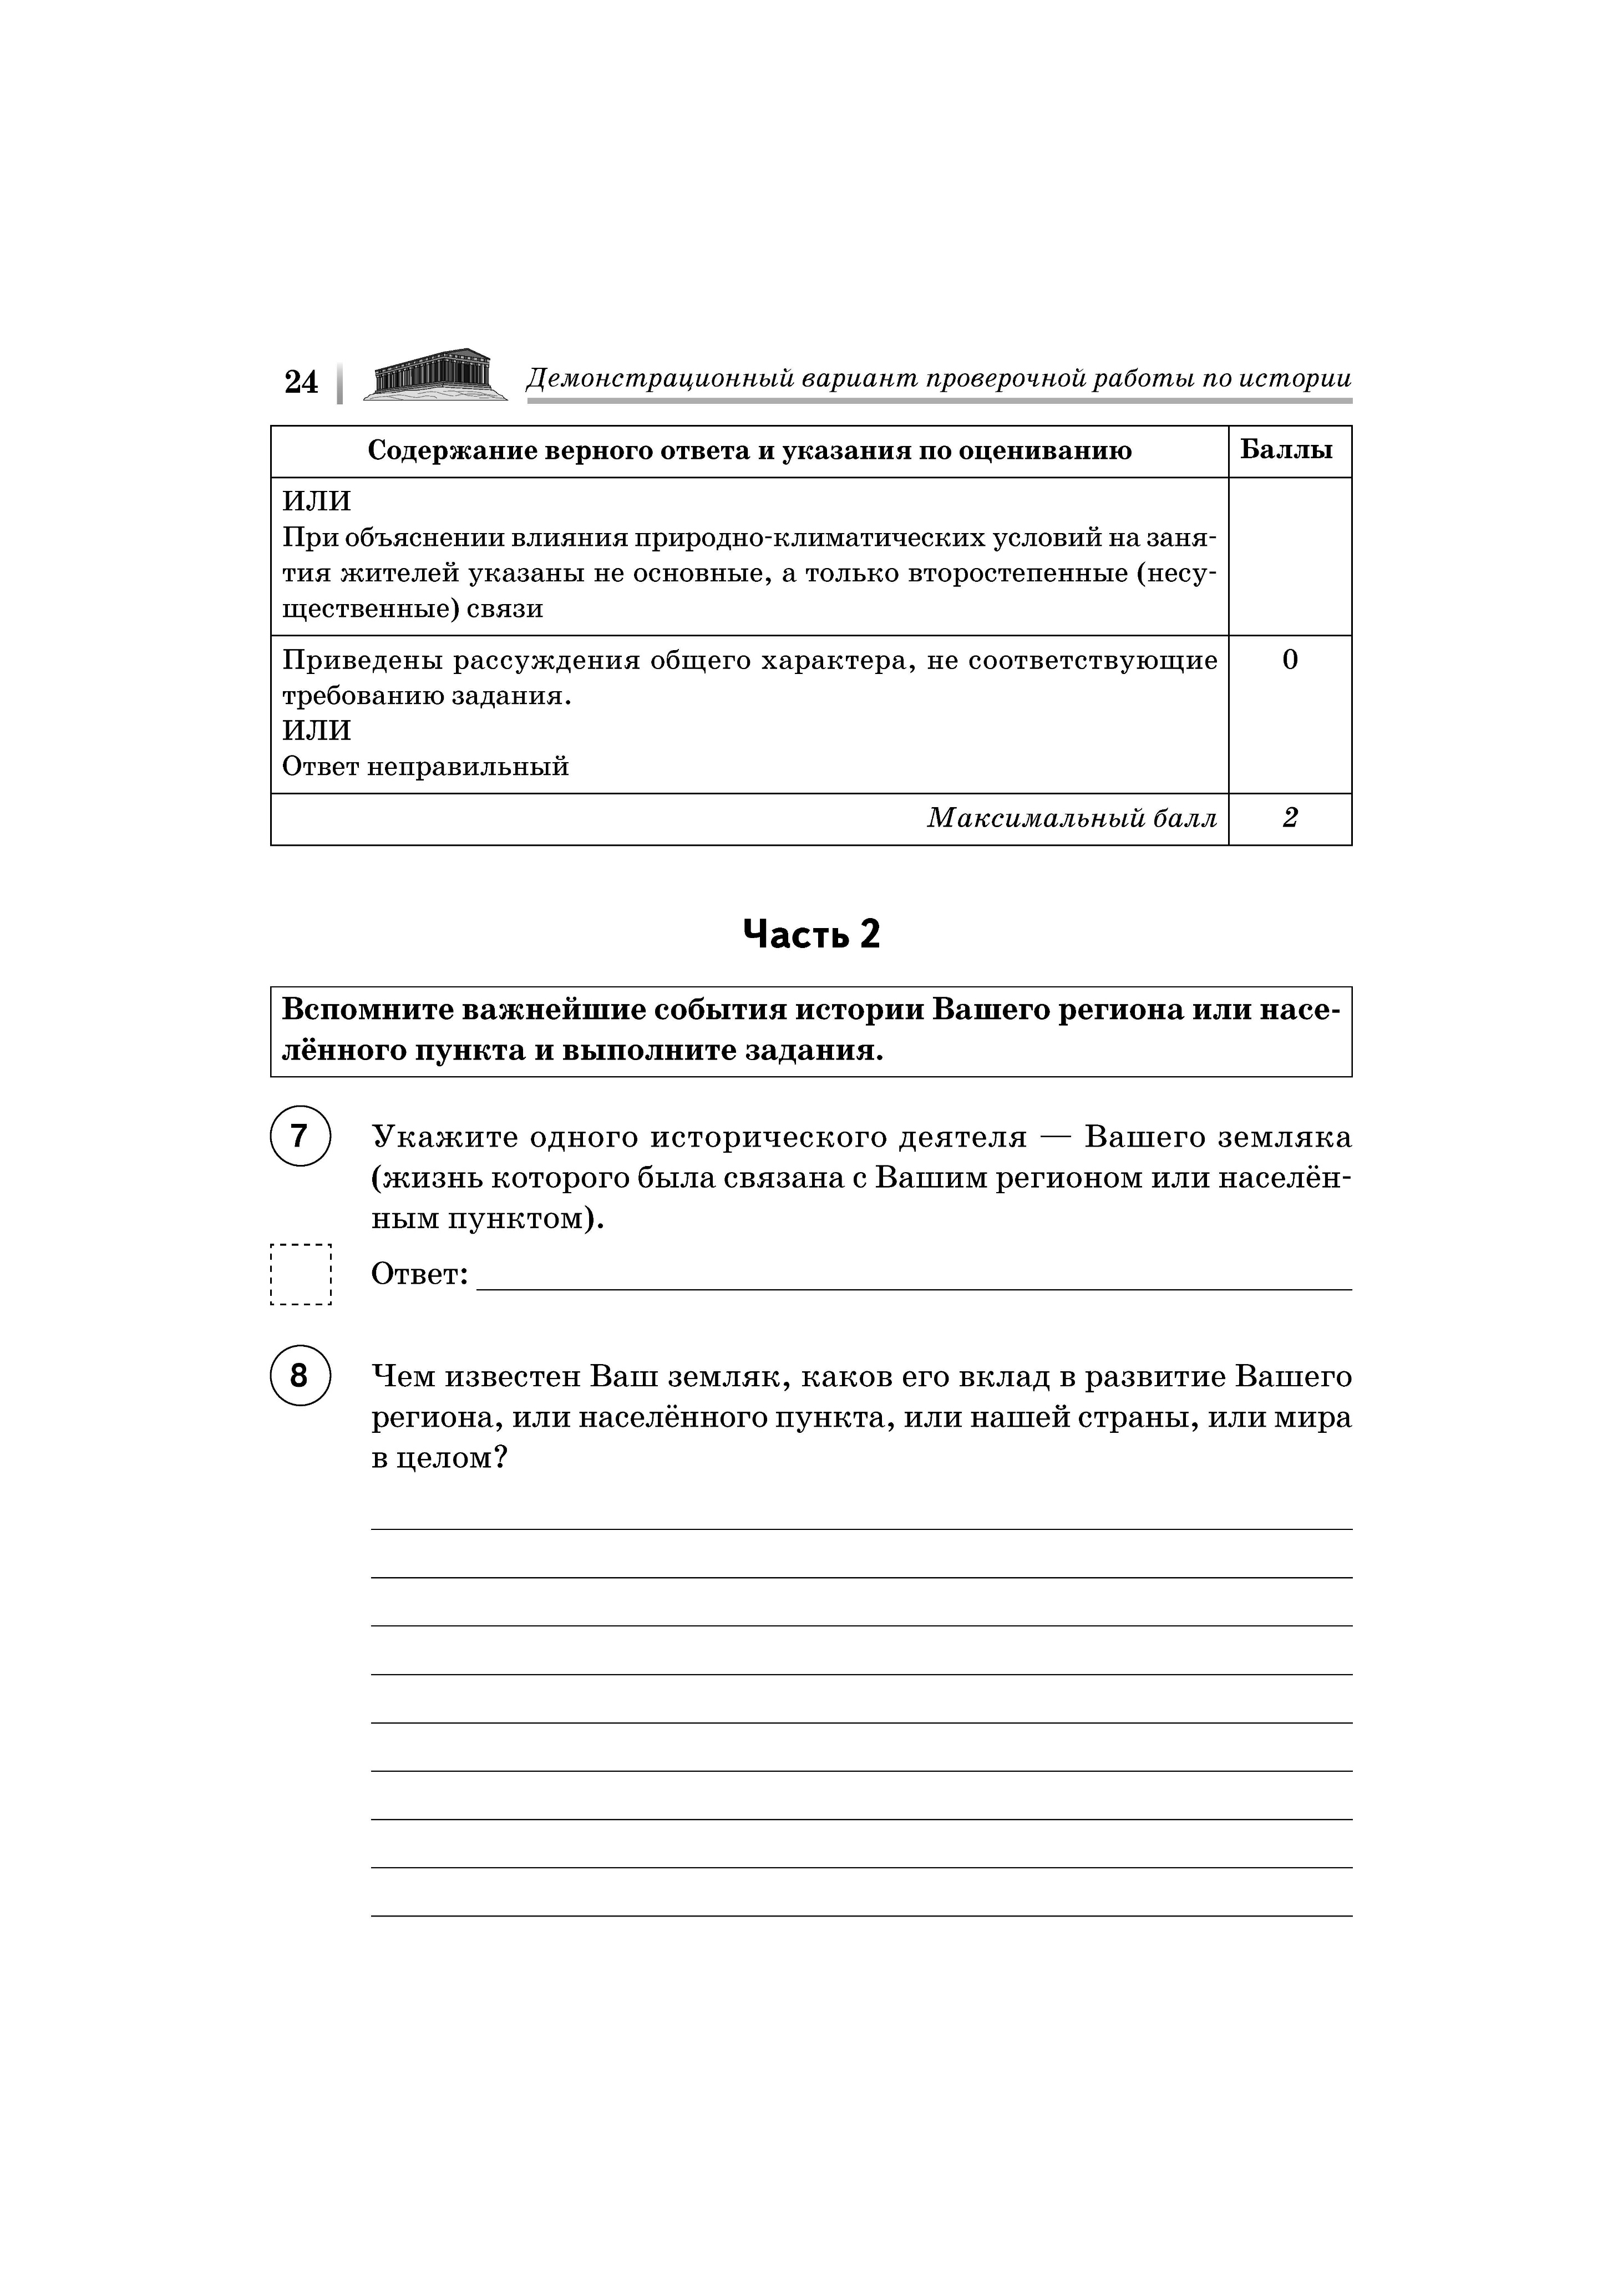 24
Демонстрационный вариант проверочной работы по истории
Содержание верного ответа и указания по оцениванию
Баллы
ИЛИ
При объяснении влияния природно-климатических условий на заня-
тия жителей указаны не основные, а только второстепенные (несу-
щественные) связи
Приведены рассуждения общего характера, не соответствующие
0
требованию задания.
ИЛИ
Ответ неправильный
Максимальный балл
2
Часть 2
Вспомните важнейшие события истории Вашего региона или насе-
лённого пункта и выполните задания.
7
Укажите одного исторического деятеля — Вашего земляка
(жизнь которого была связана с Вашим регионом или населён-
ным пунктом).
Ответ:
8
Чем известен Ваш земляк, каков его вклад в развитие Вашего
региона, или населённого пункта, или нашей страны, или мира
в целом?